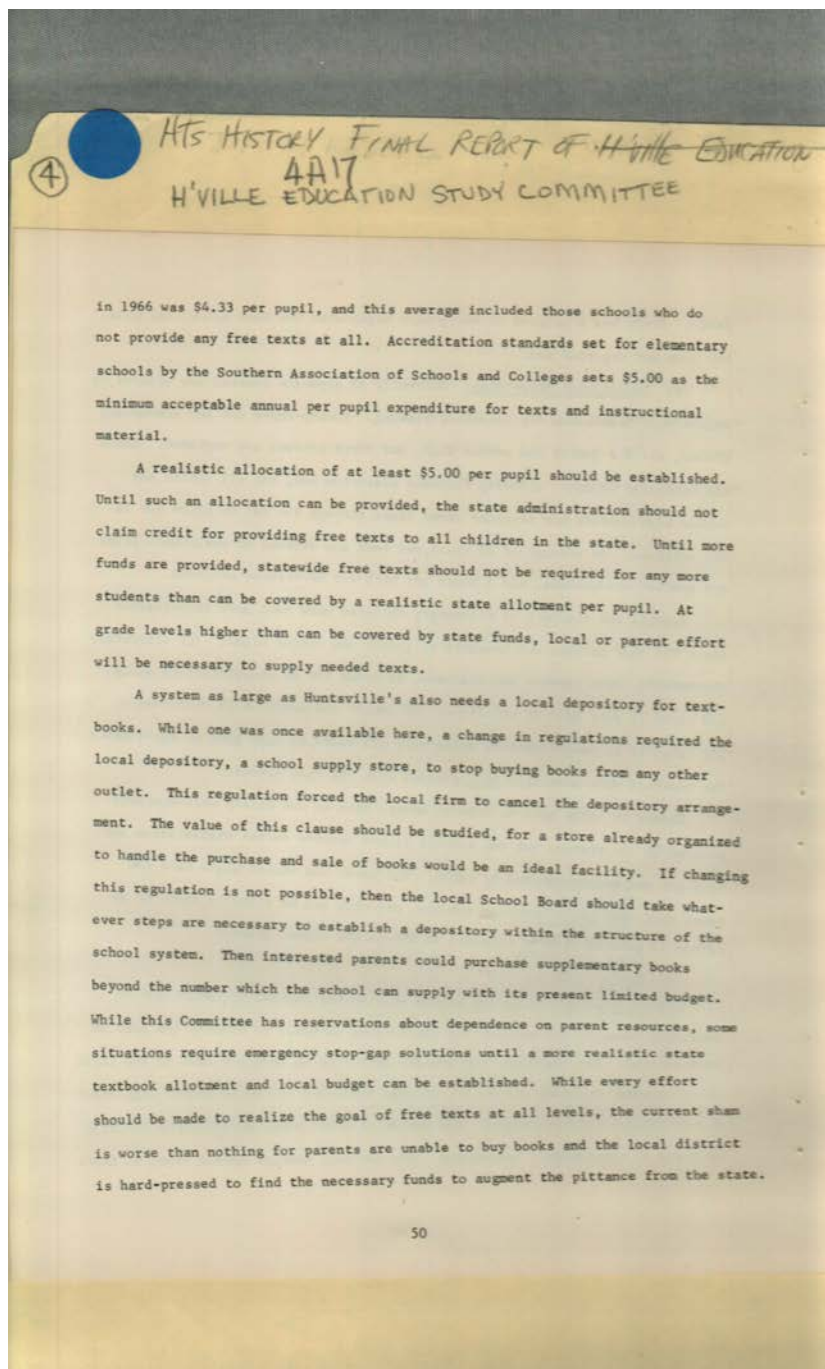 HTs HISTORY FINAL REPORT OF H'ville EDUCATION
4
4A17
H'VILLE EDUCATION STUDY COMMITTEE
in 1966 was $4.33 per pupil, and this average included those schools who do
not provide any free texts at all. Accreditation standards set for elementary
schools by the Southern Association of Schools and Colleges sets $5.00 as the
minimum acceptable annual per pupil expenditure for texts and instructional
material.
A realistic allocation of at least $5.00 per pupil should be established.
Until such an allocation can be provided, the state administration should not
claim credit for providing free texts to all children in the state. Until more
funds are provided, statewide free texts should not be required for any more
students than can be covered by a realistic state allotment per pupil. At
grade levels higher than can be covered by state funds, local or parent effort
will be necessary to supply needed texts.
A system as large as Huntsville's also needs a local depository for text-
books. While one was once available here, a change in regulations required the
local depository, a school supply store, to stop buying books from any other
outlet. This regulation forced the local firm to cancel the depository arrange-
ment. The value of this clause should be studied, for a store already organized
to handle the purchase and sale of books would be an ideal facility. If changing
this regulation is not possible, then the local School Board should take what-
ever steps are necessary to establish a depository within the structure of the
school system. Then interested parents could purchase supplementary books
beyond the number which the school can supply with its present limited budget.
While this Committee has reservations about dependence on parent resources, some
situations require emergency stop-gap solutions until a more realistic state
textbook allotment and local budget can be established. While every effort
should be made to realize the goal of free texts at all levels, the current sham
is worse than nothing for parents are unable to buy books and the local district
is hard-pressed to find the necessary funds to augment the pittance from the state.
50